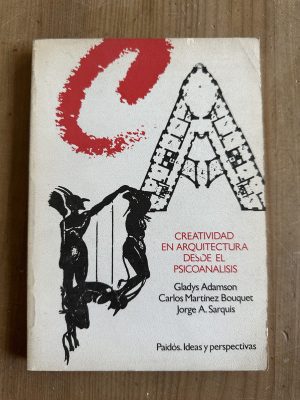 CREATIVIDAD
EN ARQUITECTURA
DESDE EL
PSICOANALISIS
Gladys Adamson
Carlos Martínez Bouquet
Jorge A. Sarquis
Paidós. Ideas y perspectivas